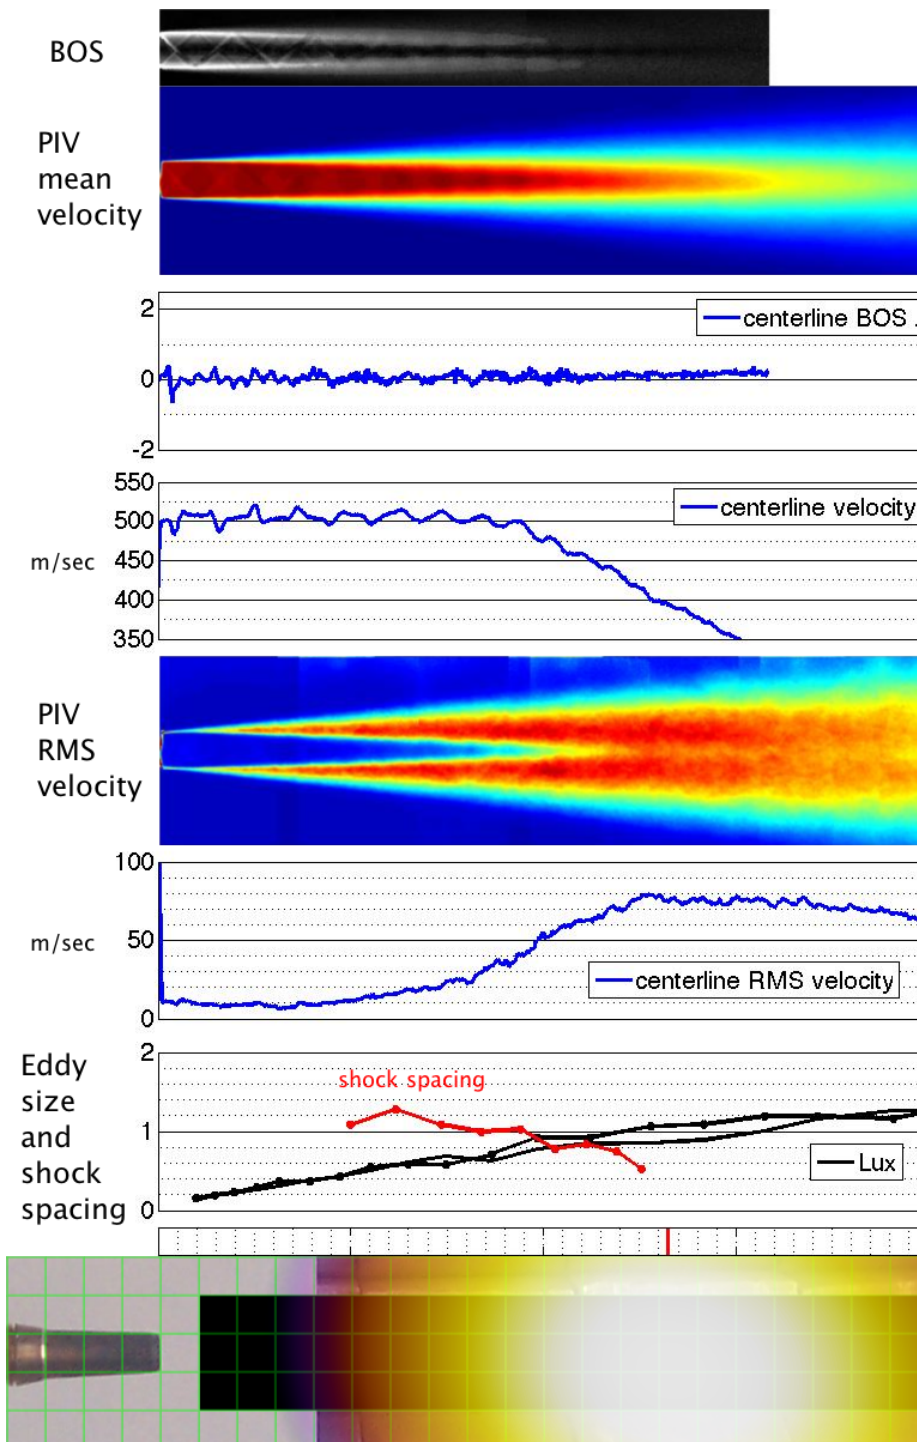 BOS
PIV
mean
velocity
2
0
-2
centerline BOS .
550
500
450
400
350
m/sec
centerline velocity
PIV
RMS
velocity
100
50
0
m/sec
centerline RMS velocity
Eddy
size
and
shock
spacing
2
1
0
shock spacing
Lux